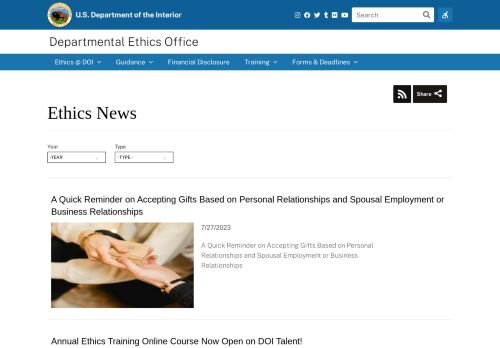 U.S. Department of the Interior
Search
Departmental Ethics Office
Ethics @ DOI Guidance Financial Disclosure Training Forms & Deadlines
Share
Ethics News
Year Type
-YEAR - TYPE -
A Quick Reminder on Accepting Gifts Based on Personal Relationships and Spousal Employment or
Business Relationships
7/27/2023
A Quick Reminder on Accepting Gifts Based on Personal
Relationships and Spousal Employment or Business
Relationships
Annual Ethics Training Online Course Now Open on DOI Talent!